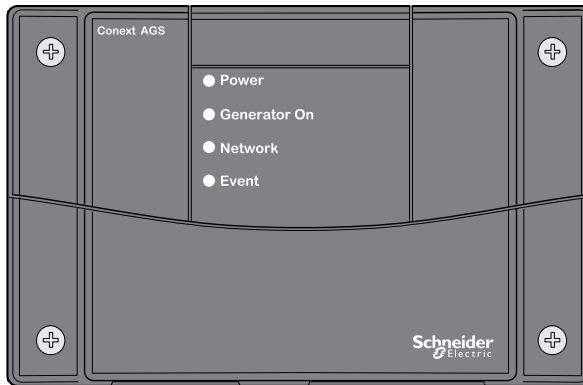 Conext AGS
Power
Generator On
Network
Event
Schneider
Electric